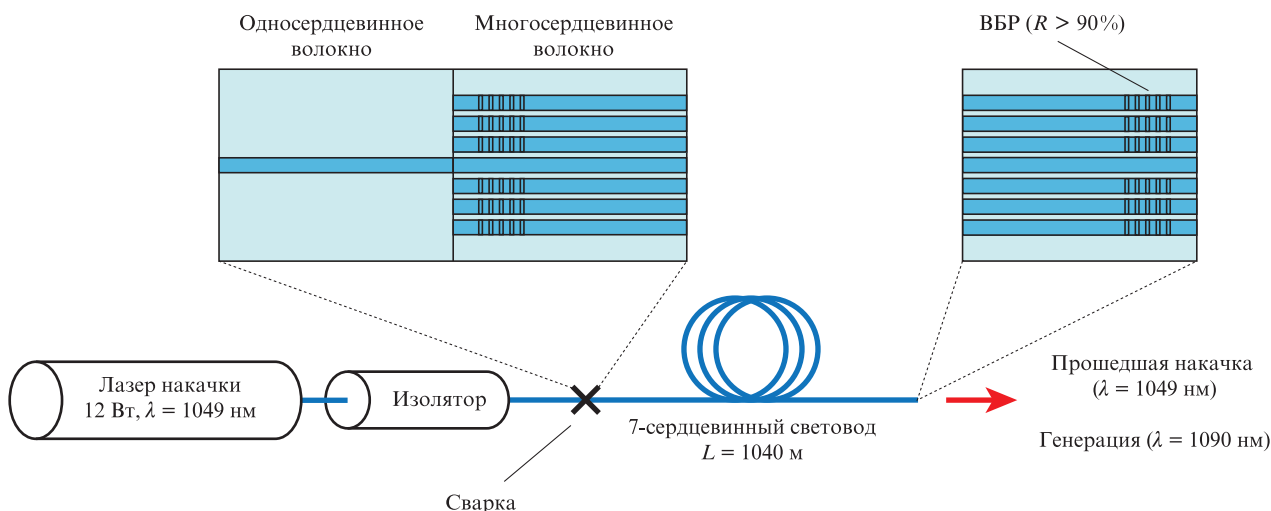 Односердцевинное
волокно
Многосердцевинное
волокно
ВБР (R > 90%)
Лазер накачки
12 Вт, λ = 1049 нм
Изолятор
7-сердцевинный световод
L = 1040 м
Прошедшая накачка
(λ = 1049 нм)
Генерация (λ = 1090 нм)
Сварка